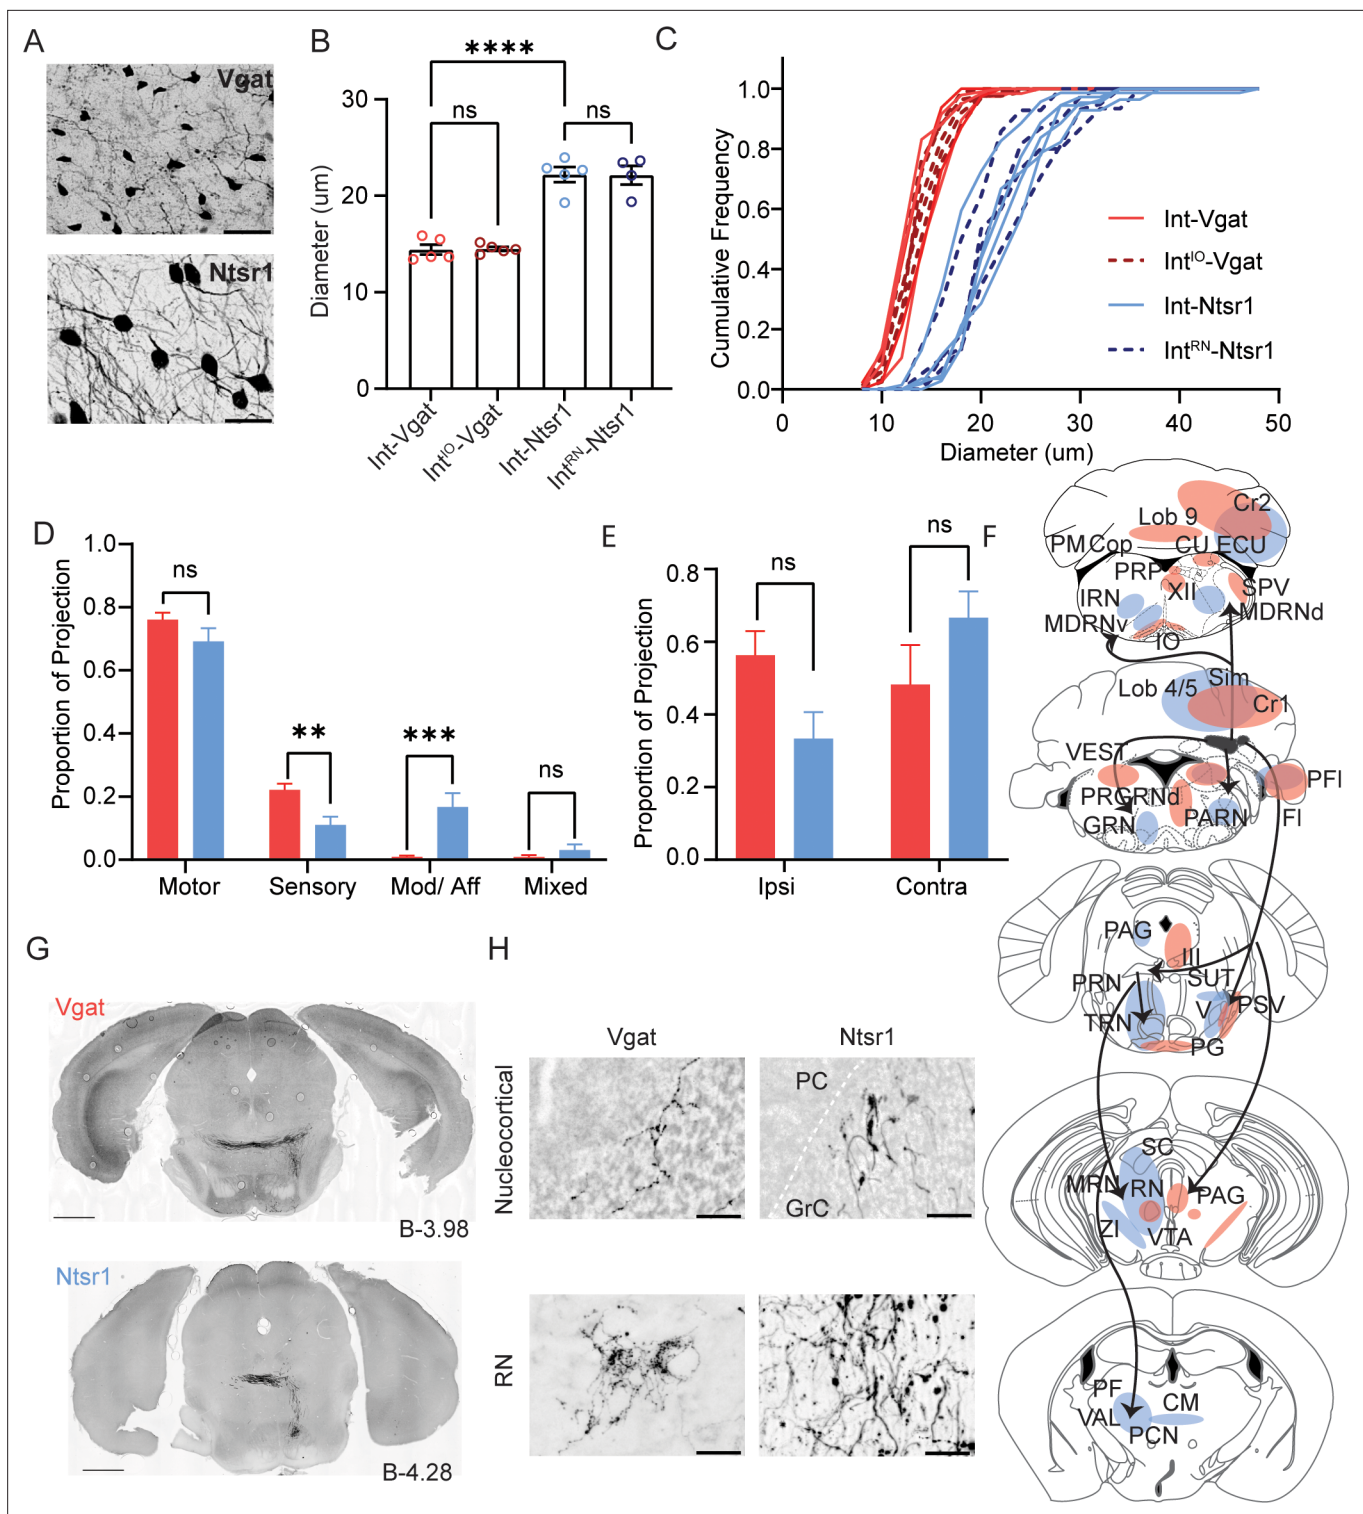 A
Vgat
Ntsr1
B
****
ns
ns
30
20
10
0
Diameter (um)
Int-Vgat
Int^IO-Vgat
Int-Ntsr1
Int^RN-Ntsr1
C
1.0
0.8
0.6
0.4
0.2
0.0
Cumulative Frequency
0 10 20 30 40 50
Diameter (um)
Int-Vgat
Int^IO-Vgat
Int-Ntsr1
Int^RN-Ntsr1
D
1.0
0.8
0.6
0.4
0.2
0.0
Proportion of Projection
ns
**
***
ns
Motor Sensory Mod/ Aff Mixed
E
0.8
0.6
0.4
0.2
0.0
Proportion of Projection
ns
ns
Ipsi Contra
F
Cr2
Lob 9
PM Cop CU ECU
PRP
XII SPV
IRN
MDRNd
MDRNv
IO
Sim
Lob 4/5
Cr1
VEST
PFl
PRGRNd
GRN PARN Fl
PAG
III
PRN SUT
V PSV
TRN
PG
SC
MRN RN PAG
ZI VTA
PF CM
VAL
PCN
G
Vgat
B-3.98
Ntsr1
B-4.28
H
Vgat Ntsr1
Nucleocortical
PC
GrC
RN